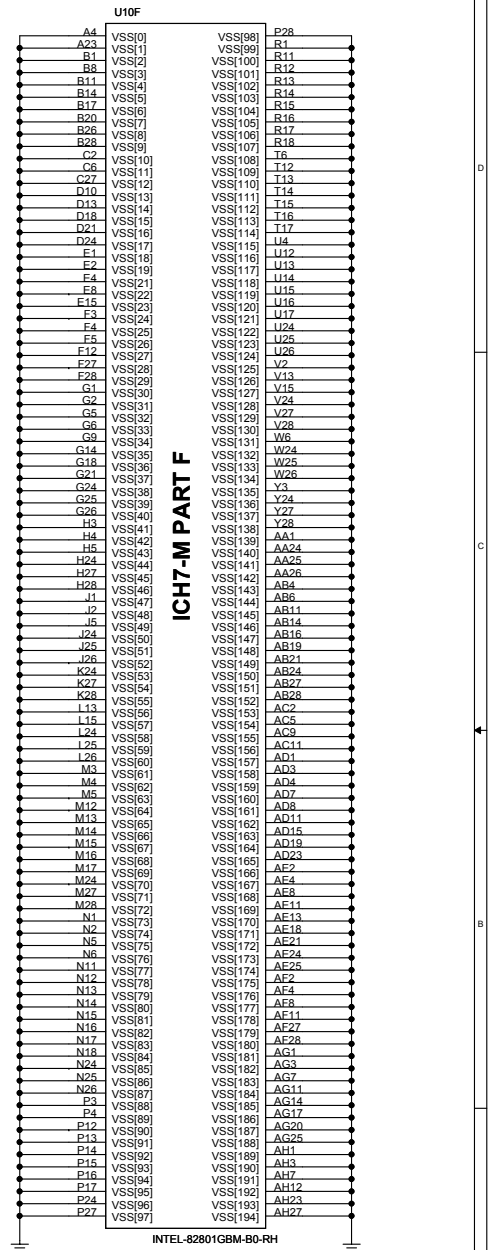 U10F
A4 VSS[0] VSS[98] P28
A23 VSS[1] VSS[99] R1
B1 VSS[2] VSS[100] R11
B8 VSS[3] VSS[101] R12
B11 VSS[4] VSS[102] R13
B14 VSS[5] VSS[103] R14
B17 VSS[6] VSS[104] R15
B20 VSS[7] VSS[105] R16
B26 VSS[8] VSS[106] R17
B28 VSS[9] VSS[107] R18
C2 VSS[10] VSS[108] T6
C6 VSS[11] VSS[109] T12
C27 VSS[12] VSS[110] T13
D10 VSS[13] VSS[111] T14
D13 VSS[14] VSS[112] T15
D18 VSS[15] VSS[113] T16
D21 VSS[16] VSS[114] T17
D24 VSS[17] VSS[115] U4
E1 VSS[18] VSS[116] U12
E2 VSS[19] VSS[117] U13
E4 VSS[21] VSS[118] U14
E8 VSS[22] VSS[119] U15
E15 VSS[23] VSS[120] U16
F3 VSS[24] VSS[121] U17
F4 VSS[25] VSS[122] U24
F5 VSS[26] VSS[123] U25
F12 VSS[27] VSS[124] U26
F27 VSS[28] VSS[125] V2
F28 VSS[29] VSS[126] V13
G1 VSS[30] VSS[127] V15
G2 VSS[31] VSS[128] V24
G5 VSS[32] VSS[129] V27
G6 VSS[33] VSS[130] V28
G9 VSS[34] VSS[131] W6
G14 VSS[35] VSS[132] W24
G18 VSS[36] VSS[133] W25
G21 VSS[37] VSS[134] W26
G24 VSS[38] VSS[135] Y3
G25 VSS[39] VSS[136] Y24
G26 VSS[40] VSS[137] Y27
H3 VSS[41] VSS[138] Y28
H4 VSS[42] VSS[139] AA1
H5 VSS[43] VSS[140] AA24
H24 VSS[44] VSS[141] AA25
H27 VSS[45] VSS[142] AA26
H28 VSS[46] VSS[143] AB4
J1 VSS[47] VSS[144] AB6
J2 VSS[48] VSS[145] AB11
J5 VSS[49] VSS[146] AB14
J24 VSS[50] VSS[147] AB16
J25 VSS[51] VSS[148] AB19
J26 VSS[52] VSS[149] AB21
K24 VSS[53] VSS[150] AB24
K27 VSS[54] VSS[151] AB27
K28 VSS[55] VSS[152] AB28
L13 VSS[56] VSS[153] AC2
L15 VSS[57] VSS[154] AC5
L24 VSS[58] VSS[155] AC9
L25 VSS[59] VSS[156] AC11
L26 VSS[60] VSS[157] AD1
M3 VSS[61] VSS[158] AD3
M4 VSS[62] VSS[159] AD4
M5 VSS[63] VSS[160] AD7
M12 VSS[64] VSS[161] AD8
M13 VSS[65] VSS[162] AD11
M14 VSS[66] VSS[163] AD15
M15 VSS[67] VSS[164] AD19
M16 VSS[68] VSS[165] AD23
M17 VSS[69] VSS[166] AE2
M24 VSS[70] VSS[167] AE4
M27 VSS[71] VSS[168] AE8
M28 VSS[72] VSS[169] AE11
N1 VSS[73] VSS[170] AE13
N2 VSS[74] VSS[171] AE18
N5 VSS[75] VSS[172] AE21
N6 VSS[76] VSS[173] AE24
N11 VSS[77] VSS[174] AE25
N12 VSS[78] VSS[175] AF2
N13 VSS[79] VSS[176] AF4
N14 VSS[80] VSS[177] AF8
N15 VSS[81] VSS[178] AF11
N16 VSS[82] VSS[179] AF27
N17 VSS[83] VSS[180] AF28
N18 VSS[84] VSS[181] AG1
N24 VSS[85] VSS[182] AG3
N25 VSS[86] VSS[183] AG7
N26 VSS[87] VSS[184] AG11
P3 VSS[88] VSS[185] AG14
P4 VSS[89] VSS[186] AG17
P12 VSS[90] VSS[187] AG20
P13 VSS[91] VSS[188] AG25
P14 VSS[92] VSS[189] AH1
P15 VSS[93] VSS[190] AH3
P16 VSS[94] VSS[191] AH7
P17 VSS[95] VSS[192] AH12
P24 VSS[96] VSS[193] AH23
P27 VSS[97] VSS[194] AH27
ICH7-M PART F
INTEL-82801GBM-B0-RH
D
C
B